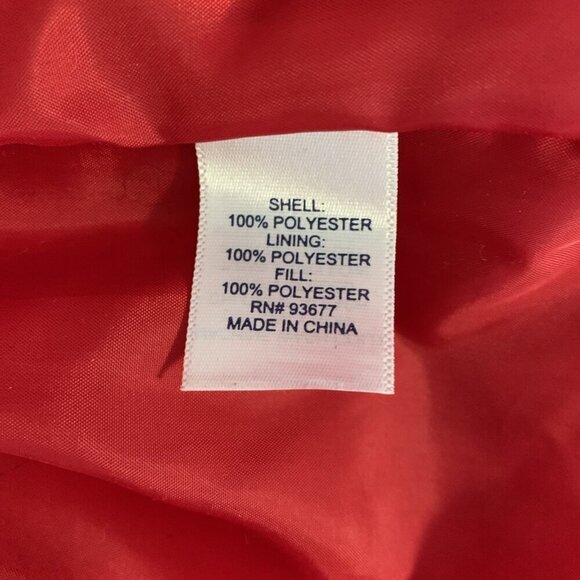 SHELL:
100% POLYESTER
LINING:
100% POLYESTER
FILL:
100% POLYESTER
RN# 93677
MADE IN CHINA